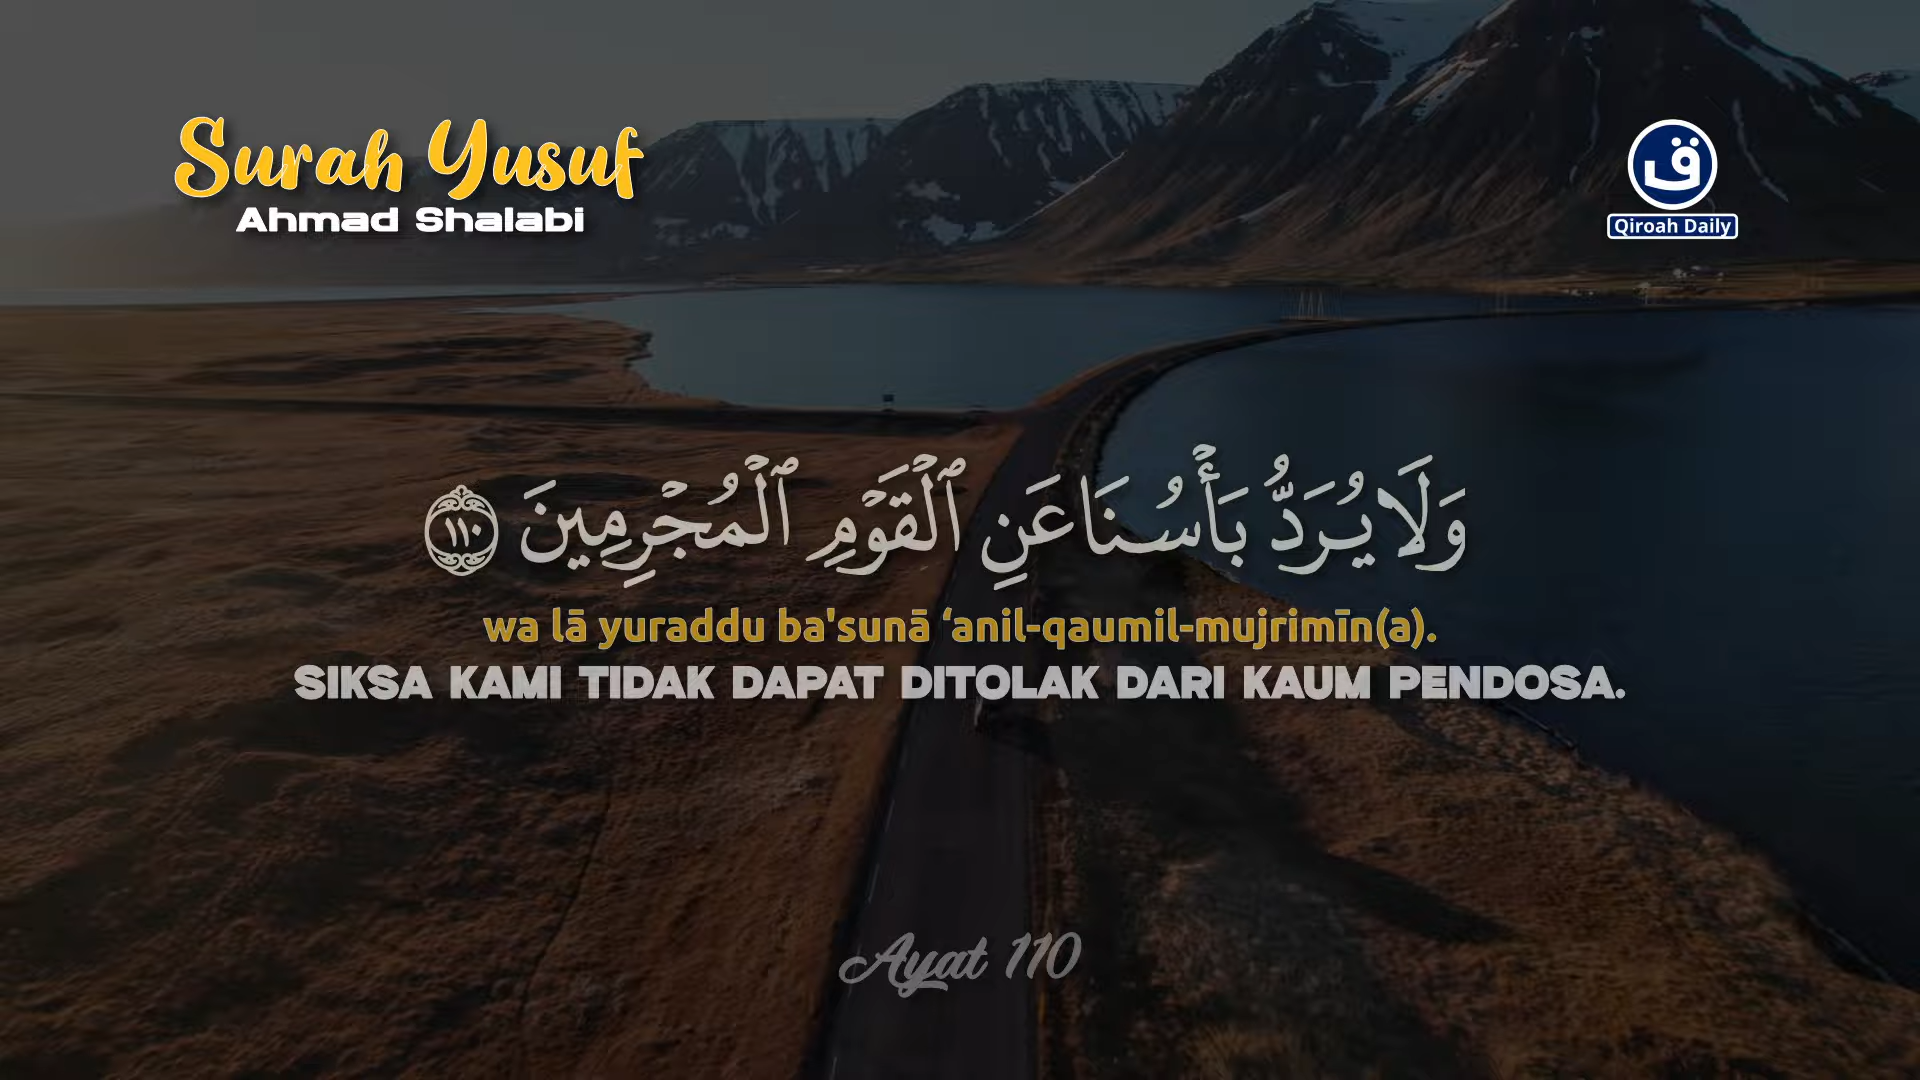 Surah Yusuf
Ahmad Shalabi
ق
Qiroah Daily
وَلَا يُرَدُّ بَأۡسُنَا عَنِ ٱلۡقَوۡمِ ٱلۡمُجۡرِمِينَ ١١٠
wa lā yuraddu ba'sunā ‘anil-qaumil-mujrimīn(a).
SIKSA KAMI TIDAK DAPAT DITOLAK DARI KAUM PENDOSA.
Ayat 110